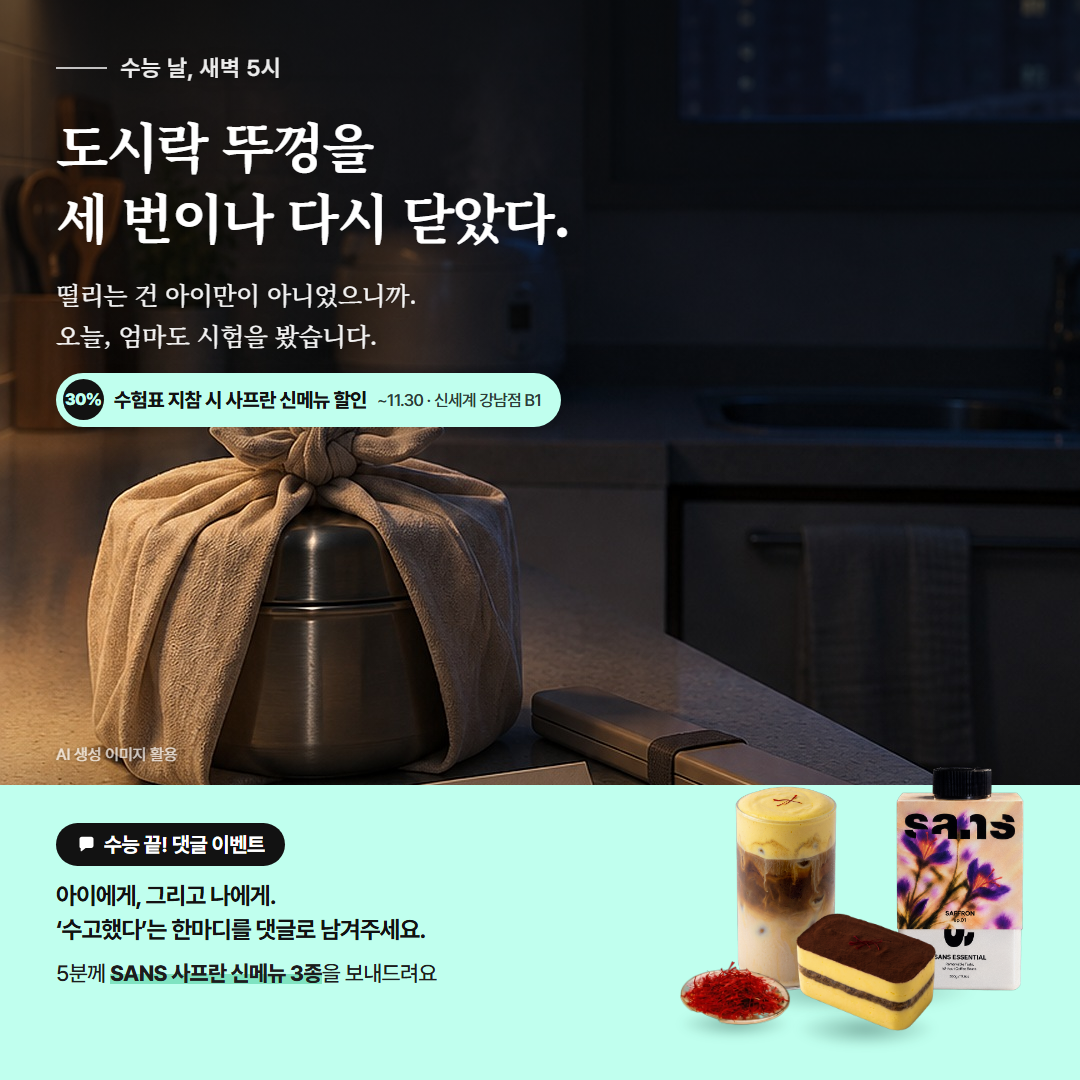 수능 날, 새벽 5시
도시락 뚜껑을
세 번이나 다시 닫았다.
떨리는 건 아이만이 아니었으니까.
오늘, 엄마도 시험을 봤습니다.
30% 수험표 지참 시 사프란 신메뉴 할인 ~11.30 · 신세계 강남점 B1
AI 생성 이미지 활용
수능 끝! 댓글 이벤트
아이에게, 그리고 나에게.
‘수고했다’는 한마디를 댓글로 남겨주세요.
5분께 SANS 사프란 신메뉴 3종을 보내드려요
sans
SAFFRON
No.01
SANS ESSENTIAL